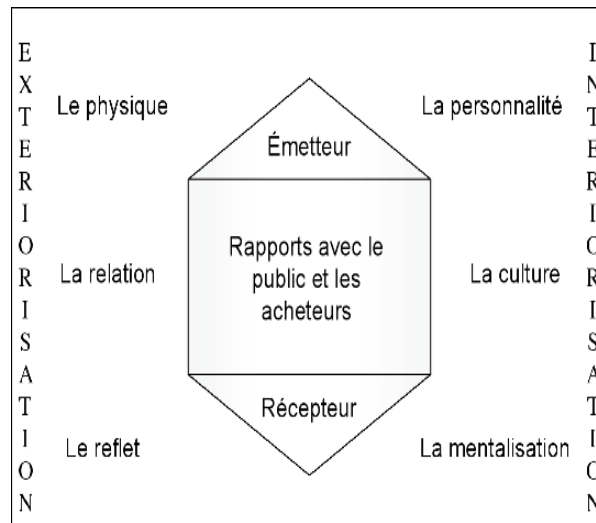 EXTERIORISATION
Le physique
Émetteur
La personnalité
La relation
Rapports avec le
public et les
acheteurs
La culture
Le reflet
Récepteur
La mentalisation
INTERIORISATION